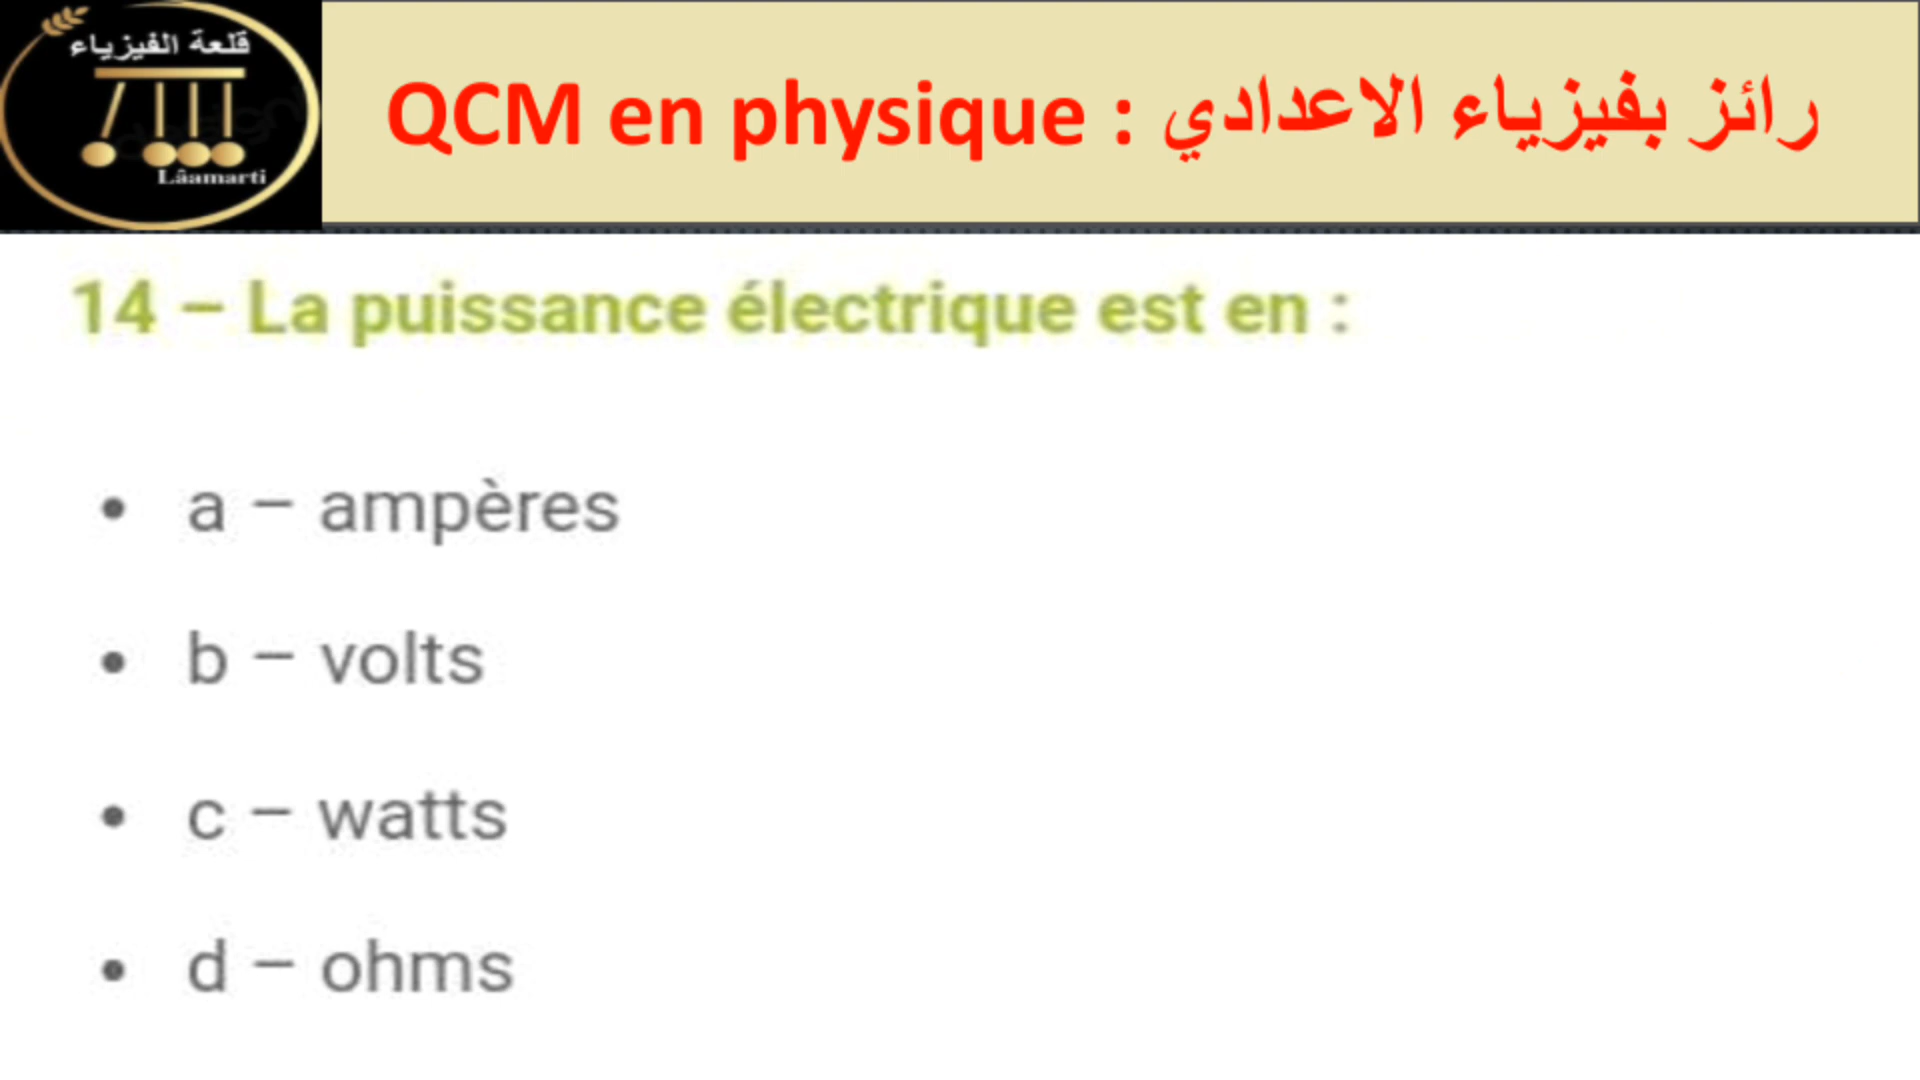 قلعة الفيزياء
Lâamarti
QCM en physique : رائز بفيزياء الاعدادي
14 – La puissance électrique est en :
• a – ampères
• b – volts
• c – watts
• d – ohms